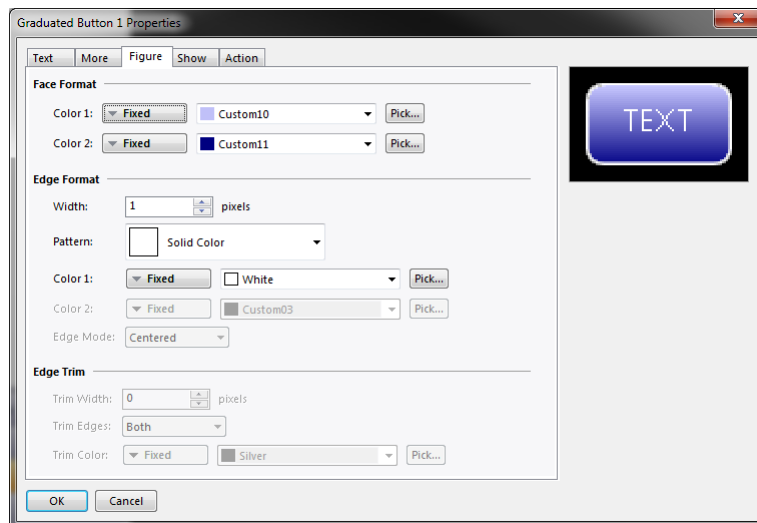 Graduated Button 1 Properties
Text More Figure Show Action
Face Format
Color 1: Fixed Custom10 Pick...
Color 2: Fixed Custom11 Pick...
TEXT
Edge Format
Width: 1 pixels
Pattern: Solid Color
Color 1: Fixed White Pick...
Color 2: Fixed Custom03 Pick...
Edge Mode: Centered
Edge Trim
Trim Width: 0 pixels
Trim Edges: Both
Trim Color: Fixed Silver Pick...
OK Cancel